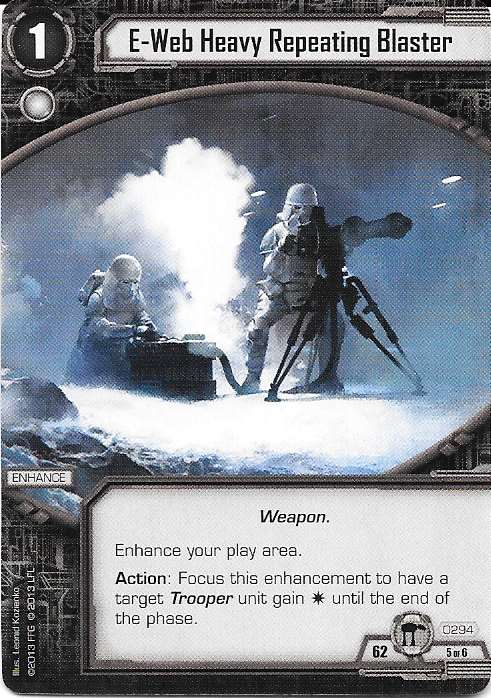 1
E-Web Heavy Repeating Blaster
ENHANCE
Weapon.
Enhance your play area.
Action: Focus this enhancement to have a
target Trooper unit gain ✷ until the end of
the phase.
Illus. Leonid Kozienko
©2013 FFG © 2013 LFL
62
0294
5 of 6